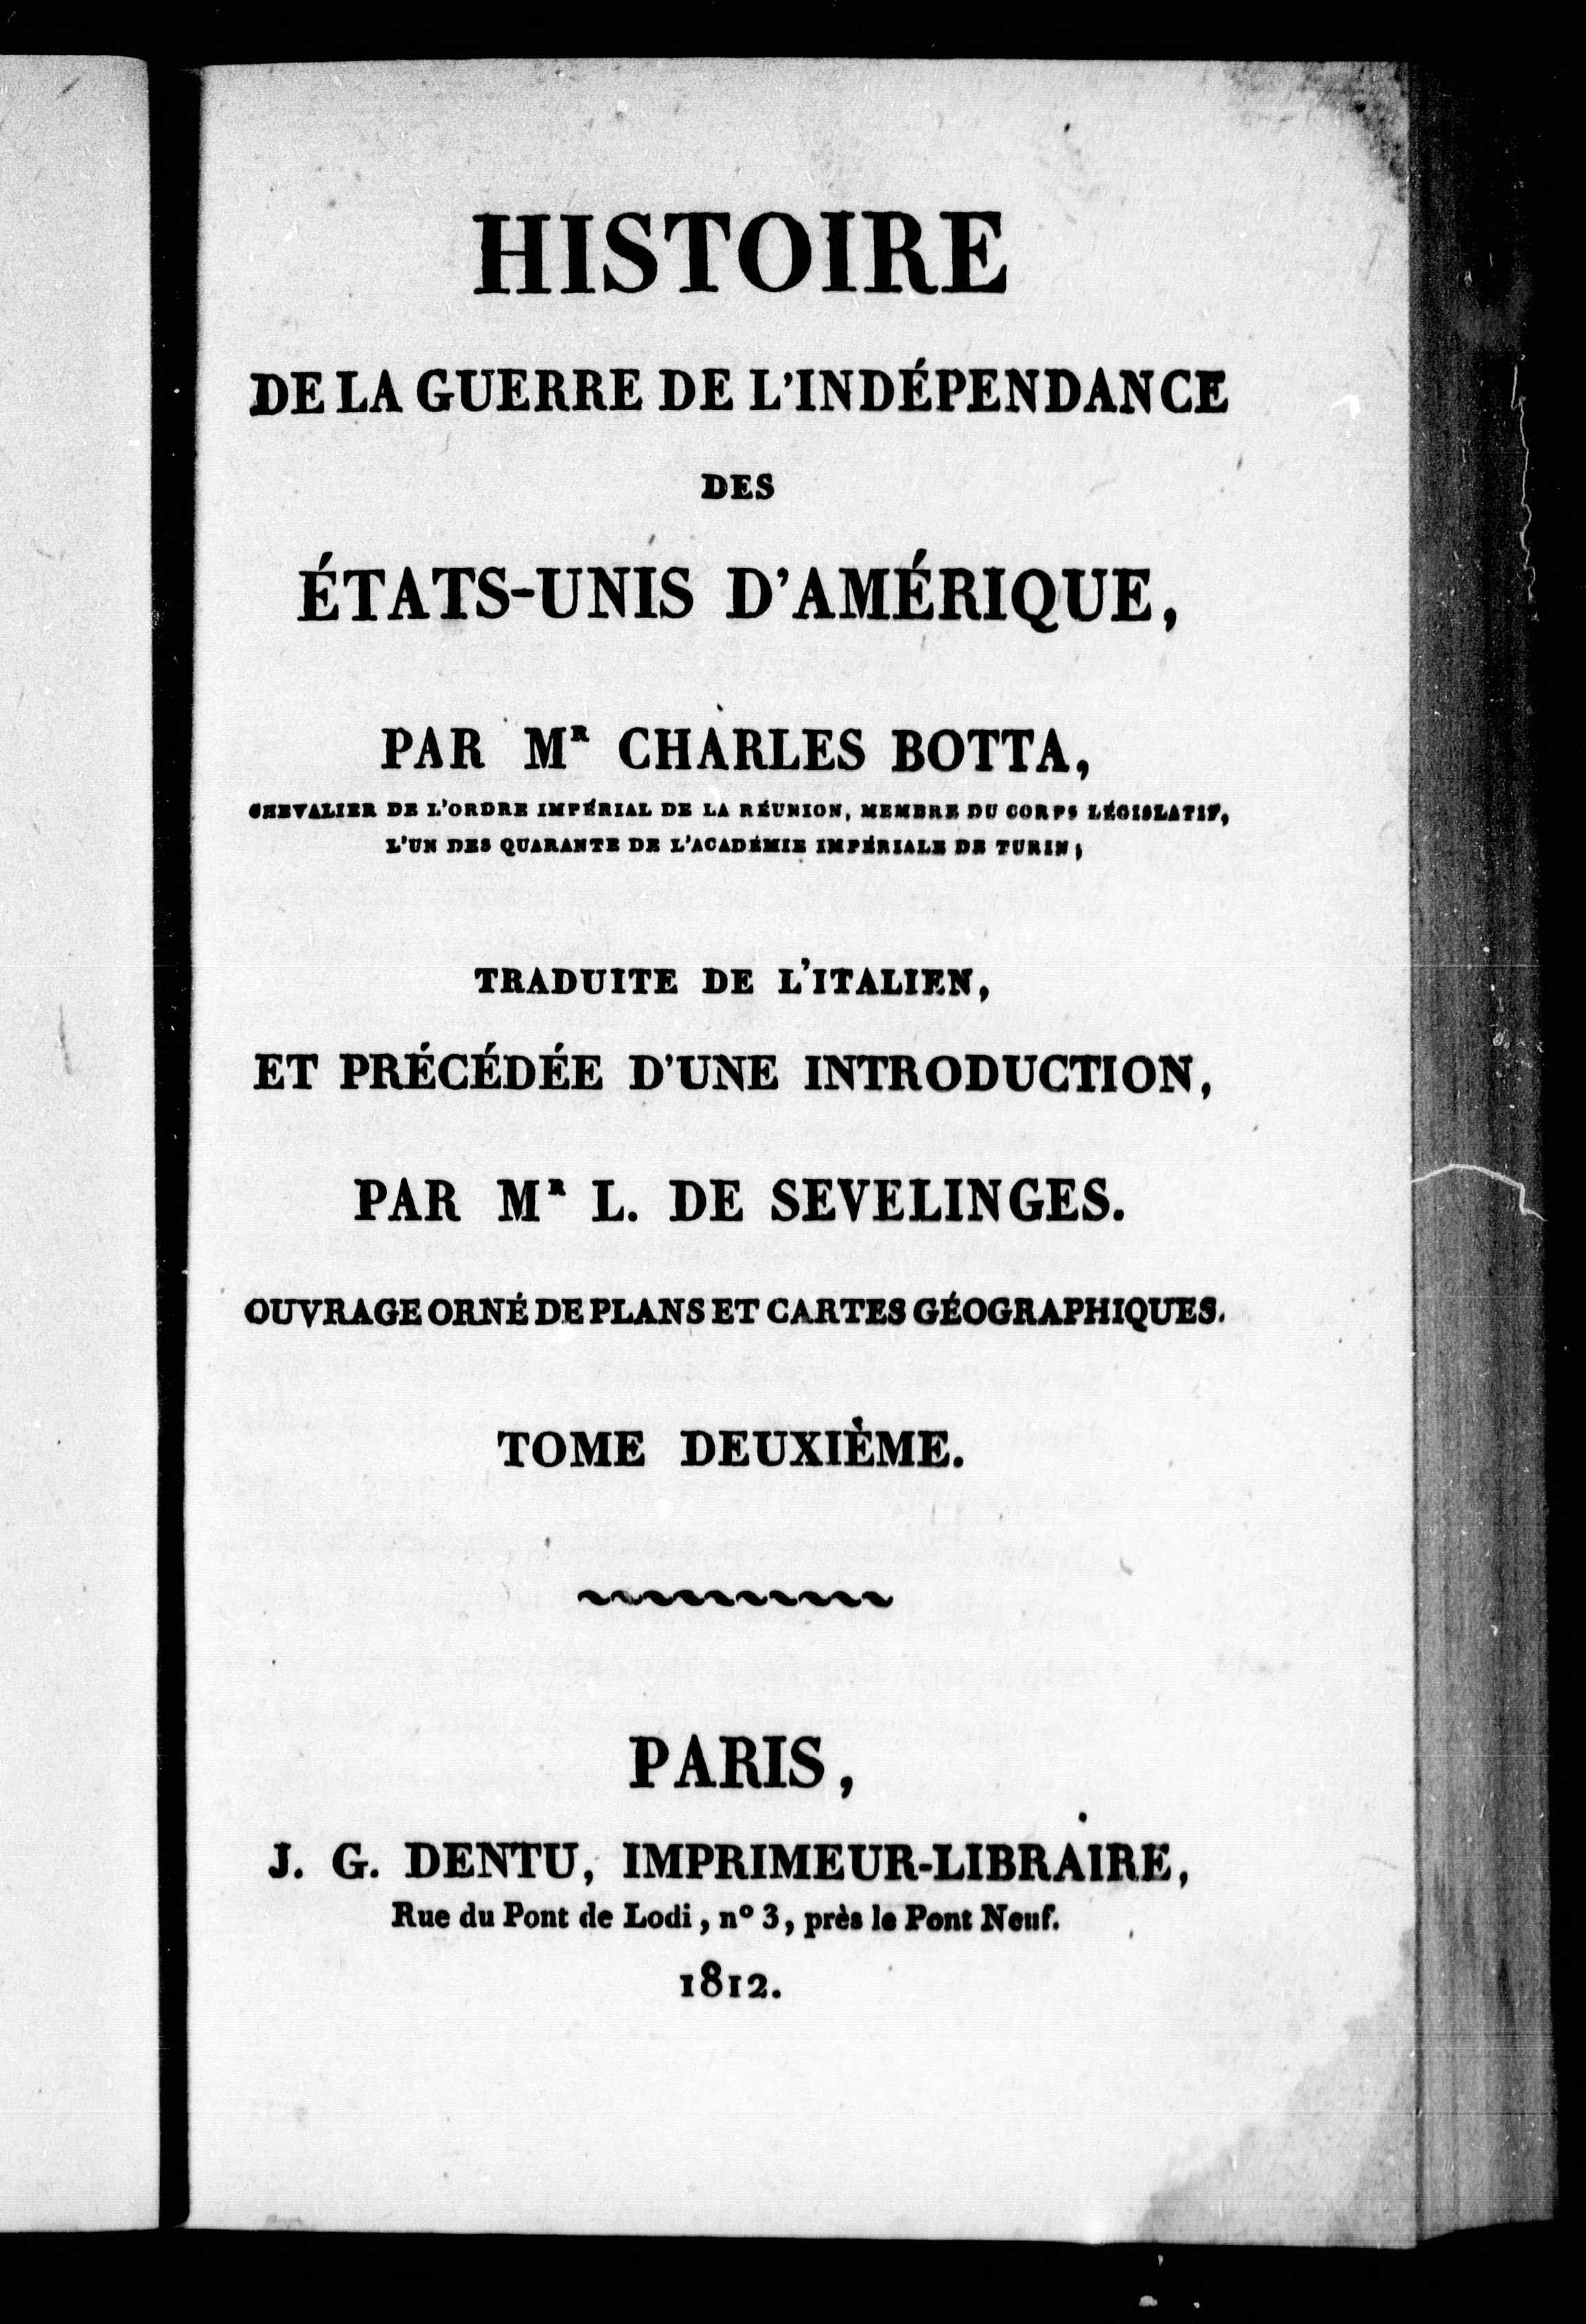 HISTOIRE
DE LA GUERRE DE L'INDÉPENDANCE
DES
ÉTATS-UNIS D'AMÉRIQUE,
PAR Mʀ CHARLES BOTTA,
CHEVALIER DE L'ORDRE IMPÉRIAL DE LA RÉUNION, MEMBRE DU CORPS LÉGISLATIF,
L'UN DES QUARANTE DE L'ACADÉMIE IMPÉRIALE DE TURIN;
TRADUITE DE L'ITALIEN,
ET PRÉCÉDÉE D'UNE INTRODUCTION,
PAR Mʀ L. DE SEVELINGES.
OUVRAGE ORNÉ DE PLANS ET CARTES GÉOGRAPHIQUES.
TOME DEUXIÈME.
PARIS,
J. G. DENTU, IMPRIMEUR-LIBRAIRE,
Rue du Pont de Lodi, nº 3, près le Pont Neuf.
1812.